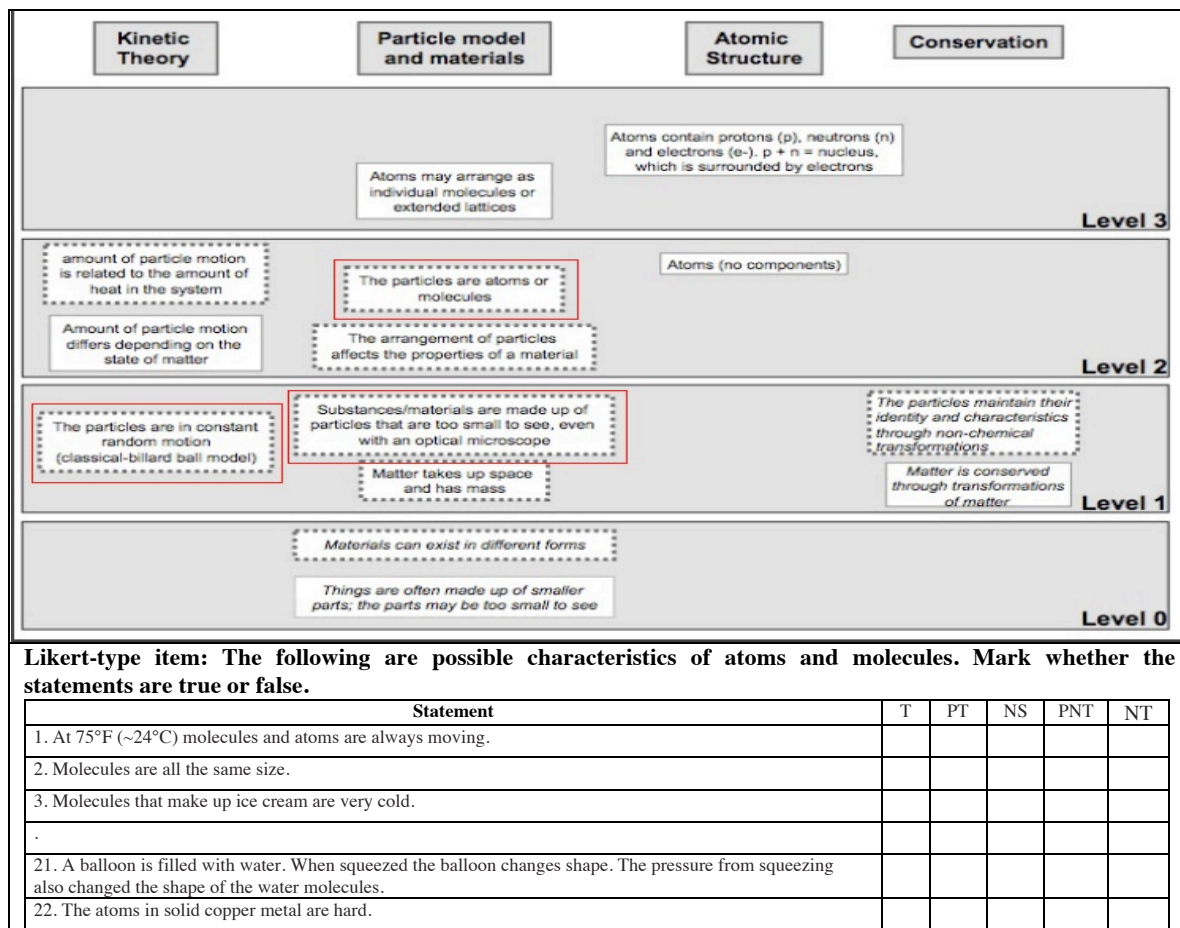 Kinetic
Theory
Particle model
and materials
Atomic
Structure
Conservation
Atoms contain protons (p), neutrons (n)
and electrons (e-). p + n = nucleus,
which is surrounded by electrons
Atoms may arrange as
individual molecules or
extended lattices
Level 3
amount of particle motion
is related to the amount of
heat in the system
Amount of particle motion
differs depending on the
state of matter
The particles are atoms or
molecules
The arrangement of particles
affects the properties of a material
Atoms (no components)
Level 2
The particles are in constant
random motion
(classical-billard ball model)
Substances/materials are made up of
particles that are too small to see, even
with an optical microscope
Matter takes up space
and has mass
The particles maintain their
identity and characteristics
through non-chemical
transformations
Matter is conserved
through transformations
of matter
Level 1
Materials can exist in different forms
Things are often made up of smaller
parts; the parts may be too small to see
Level 0
Likert-type item: The following are possible characteristics of atoms and molecules. Mark whether the
statements are true or false.
Statement T PT NS PNT NT
1. At 75°F (~24°C) molecules and atoms are always moving.
2. Molecules are all the same size.
3. Molecules that make up ice cream are very cold.
.
21. A balloon is filled with water. When squeezed the balloon changes shape. The pressure from squeezing
also changed the shape of the water molecules.
22. The atoms in solid copper metal are hard.